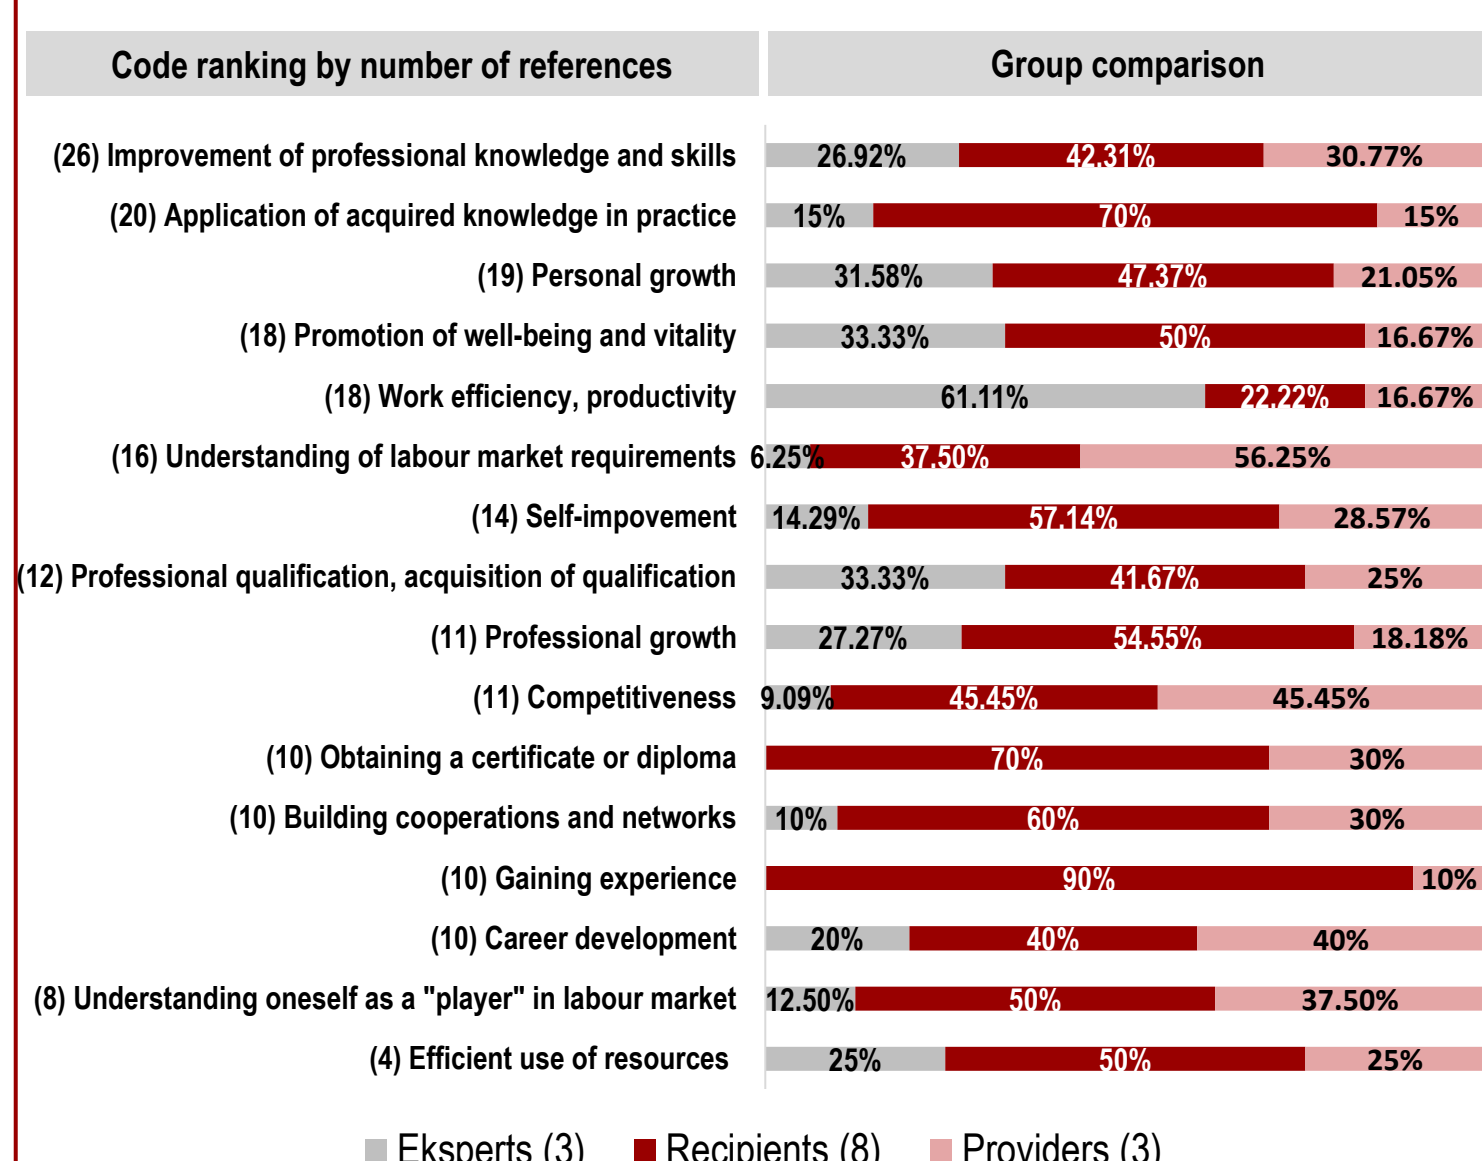 Code ranking by number of references Group comparison
(26) Improvement of professional knowledge and skills 26.92% 42.31% 30.77%
(20) Application of acquired knowledge in practice 15% 70% 15%
(19) Personal growth 31.58% 47.37% 21.05%
(18) Promotion of well-being and vitality 33.33% 50% 16.67%
(18) Work efficiency, productivity 61.11% 22.22% 16.67%
(16) Understanding of labour market requirements 6.25% 37.50% 56.25%
(14) Self-impovement 14.29% 57.14% 28.57%
(12) Professional qualification, acquisition of qualification 33.33% 41.67% 25%
(11) Professional growth 27.27% 54.55% 18.18%
(11) Competitiveness 9.09% 45.45% 45.45%
(10) Obtaining a certificate or diploma 70% 30%
(10) Building cooperations and networks 10% 60% 30%
(10) Gaining experience 90% 10%
(10) Career development 20% 40% 40%
(8) Understanding oneself as a "player" in labour market 12.50% 50% 37.50%
(4) Efficient use of resources 25% 50% 25%
Eksperts (3) Recipients (8) Providers (3)